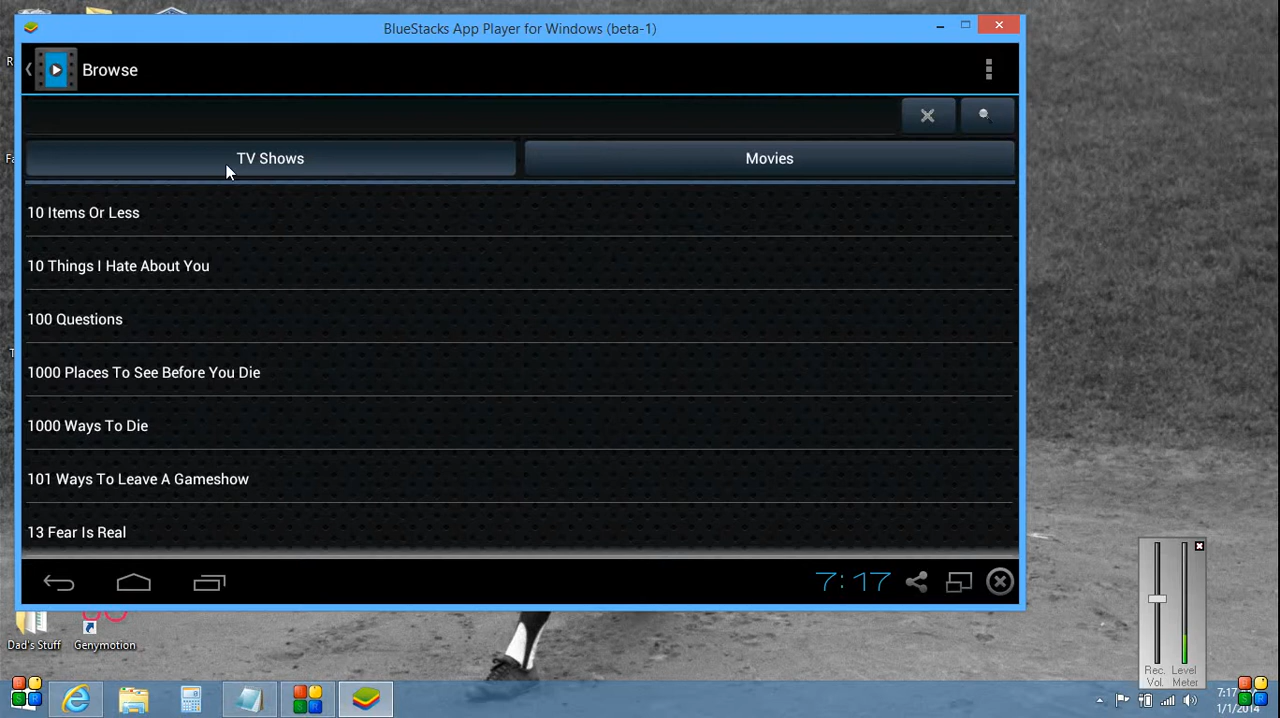 BlueStacks App Player for Windows (beta-1)
Browse
TV Shows
Movies
10 Items Or Less
10 Things I Hate About You
100 Questions
1000 Places To See Before You Die
1000 Ways To Die
101 Ways To Leave A Gameshow
13 Fear Is Real
7:17
Dad's Stuff
Genymotion
Rec. Level
Vol. Meter
7:17
1/1/2014